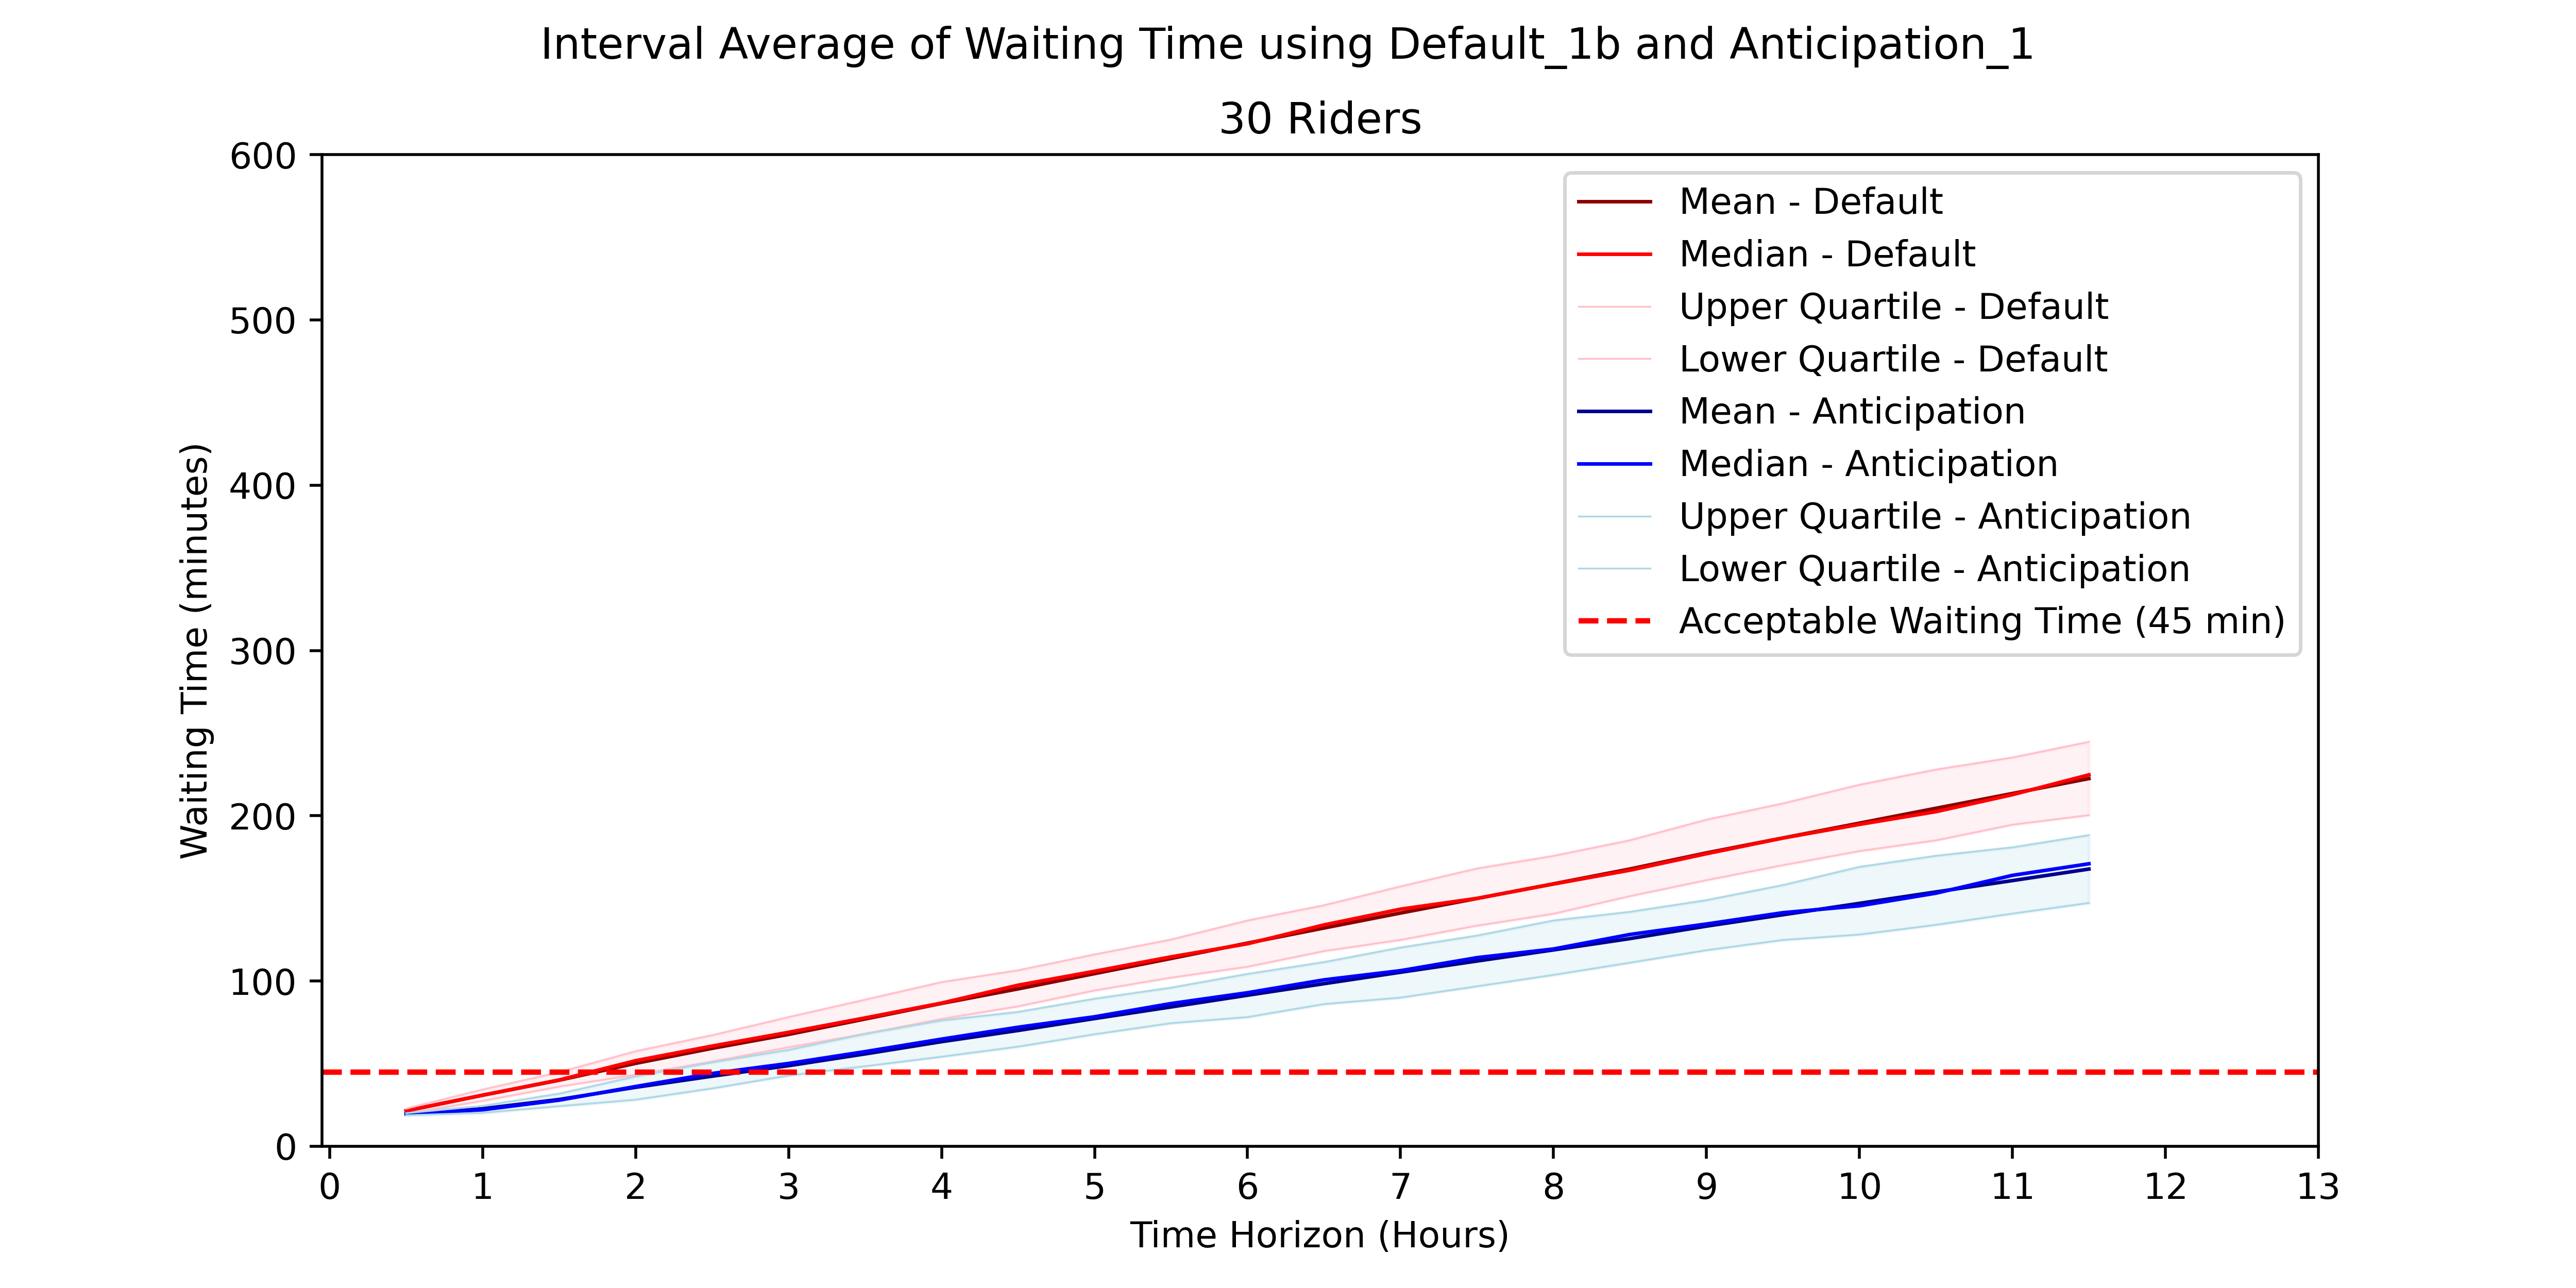 Interval Average of Waiting Time using Default_1b and Anticipation_1
30 Riders
600
500
400
300
200
100
0
Waiting Time (minutes)
Mean - Default
Median - Default
Upper Quartile - Default
Lower Quartile - Default
Mean - Anticipation
Median - Anticipation
Upper Quartile - Anticipation
Lower Quartile - Anticipation
Acceptable Waiting Time (45 min)
0 1 2 3 4 5 6 7 8 9 10 11 12 13
Time Horizon (Hours)